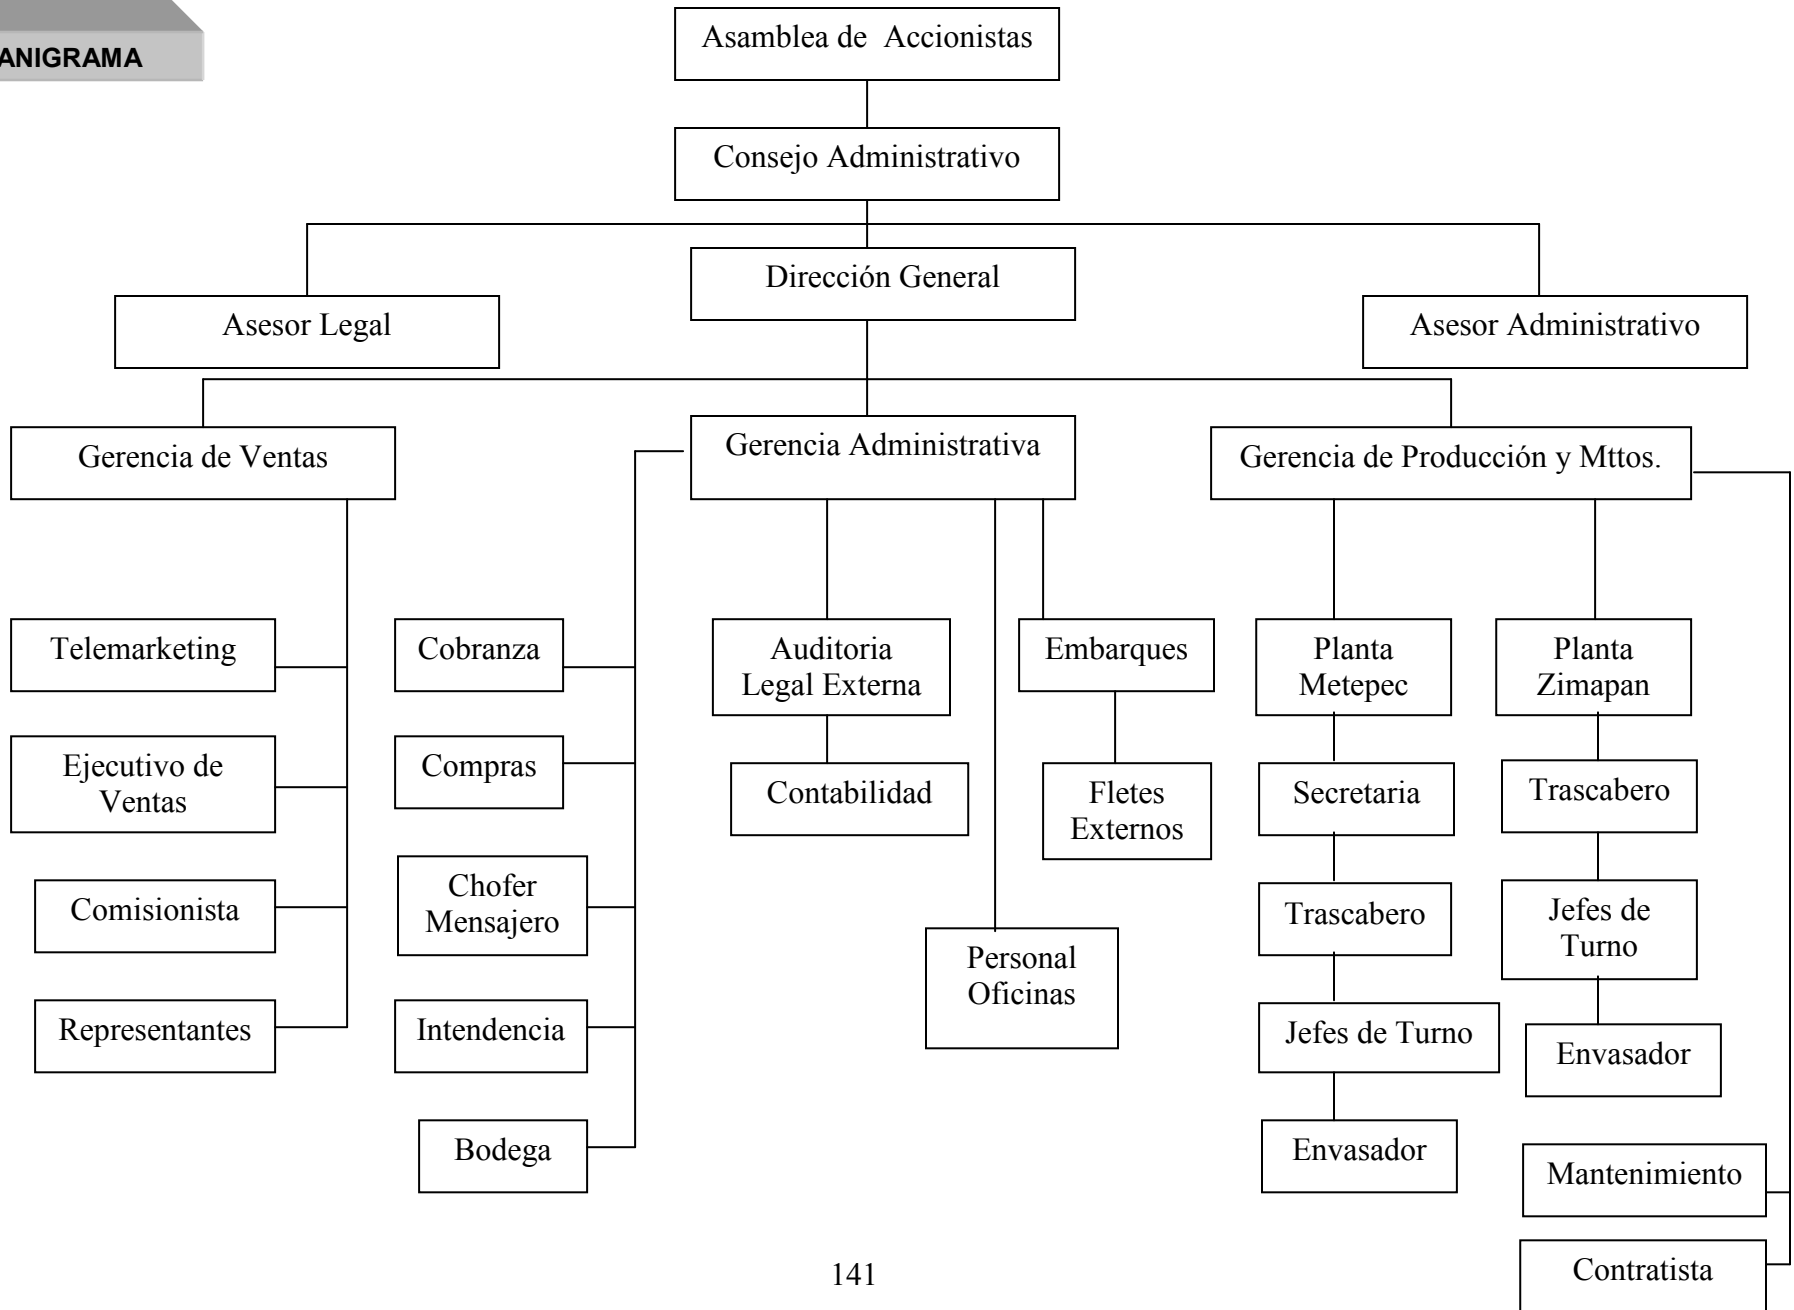 ANIGRAMA
Asamblea de Accionistas
Consejo Administrativo
Dirección General
Asesor Legal
Asesor Administrativo
Gerencia de Ventas
Gerencia Administrativa
Gerencia de Producción y Mttos.
Telemarketing
Ejecutivo de
Ventas
Comisionista
Representantes
Cobranza
Compras
Chofer
Mensajero
Intendencia
Bodega
Auditoria
Legal Externa
Contabilidad
Personal
Oficinas
Embarques
Fletes
Externos
Planta
Metepec
Secretaria
Trascabero
Jefes de Turno
Envasador
Planta
Zimapan
Trascabero
Jefes de
Turno
Envasador
Mantenimiento
Contratista
141